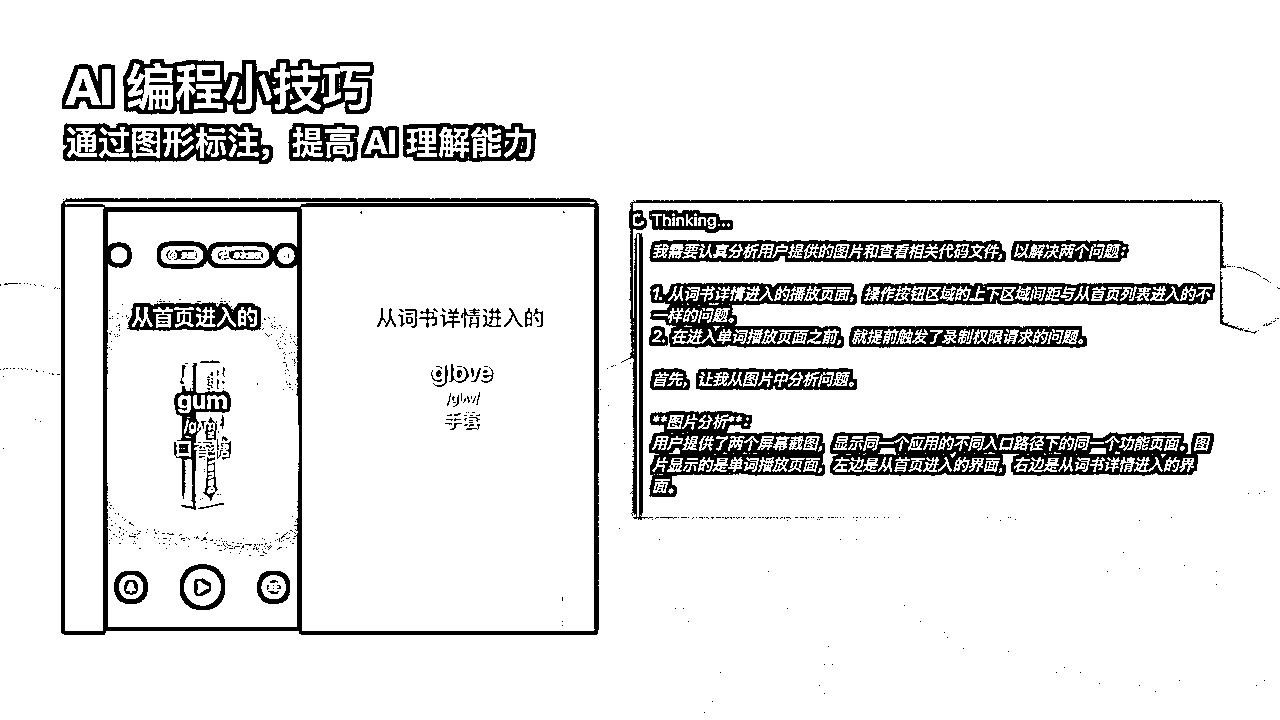 AI 编程小技巧
通过图形标注，提高 AI 理解能力
从首页进入的
gum
从词书详情进入的
glove
手套
Thinking...
我需要认真分析用户提供的图片和查看相关代码文件，以解决两个问题：
1. 从词书详情进入的播放页面，操作按钮区域的上下区域间距与从首页列表进入的不
一样的问题。
2. 在进入单词播放页面之前，就提前触发了录制权限请求的问题。
首先，让我从图片中分析问题。
**图片分析**：
用户提供了两个屏幕截图，显示同一个应用的不同入口路径下的同一个功能页面。图
片显示的是单词播放页面，左边是从首页进入的界面，右边是从词书详情进入的界
面。